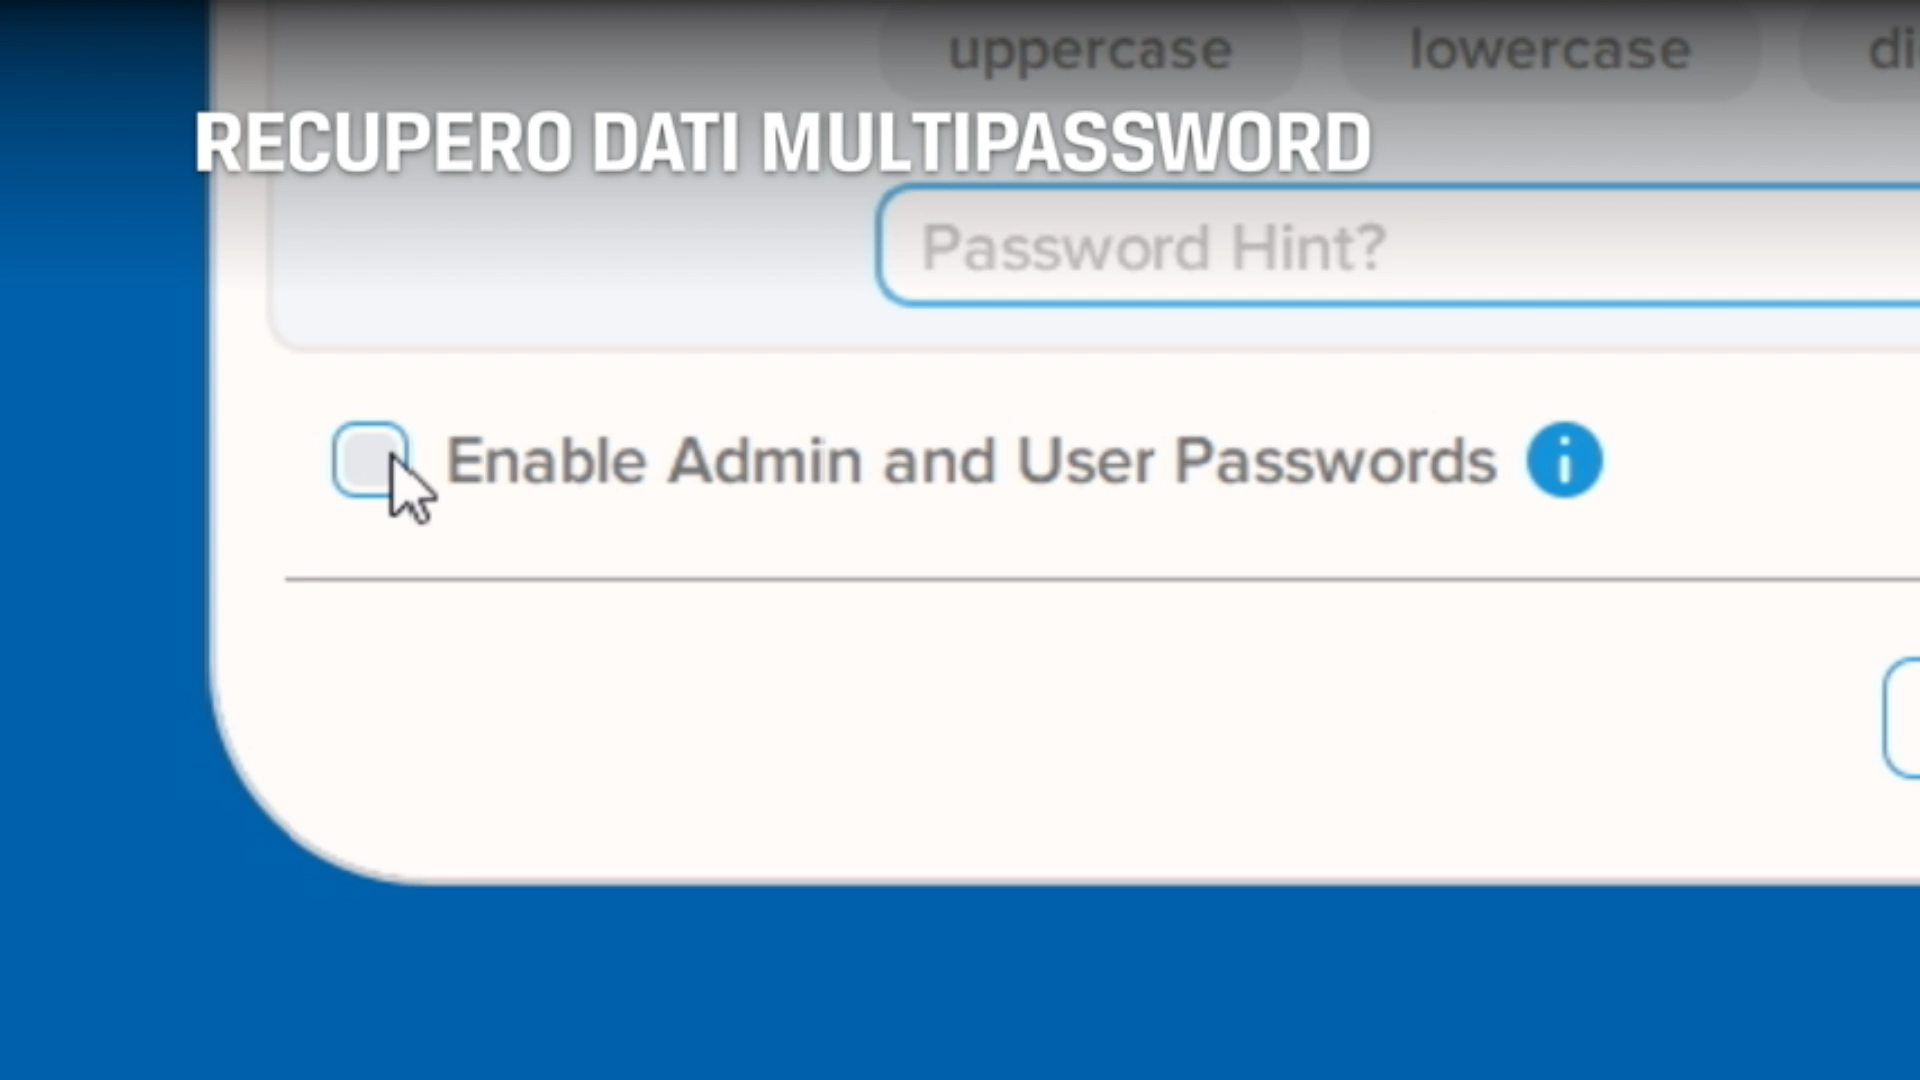 uppercase lowercase
RECUPERO DATI MULTIPASSWORD
Password Hint?
Enable Admin and User Passwords